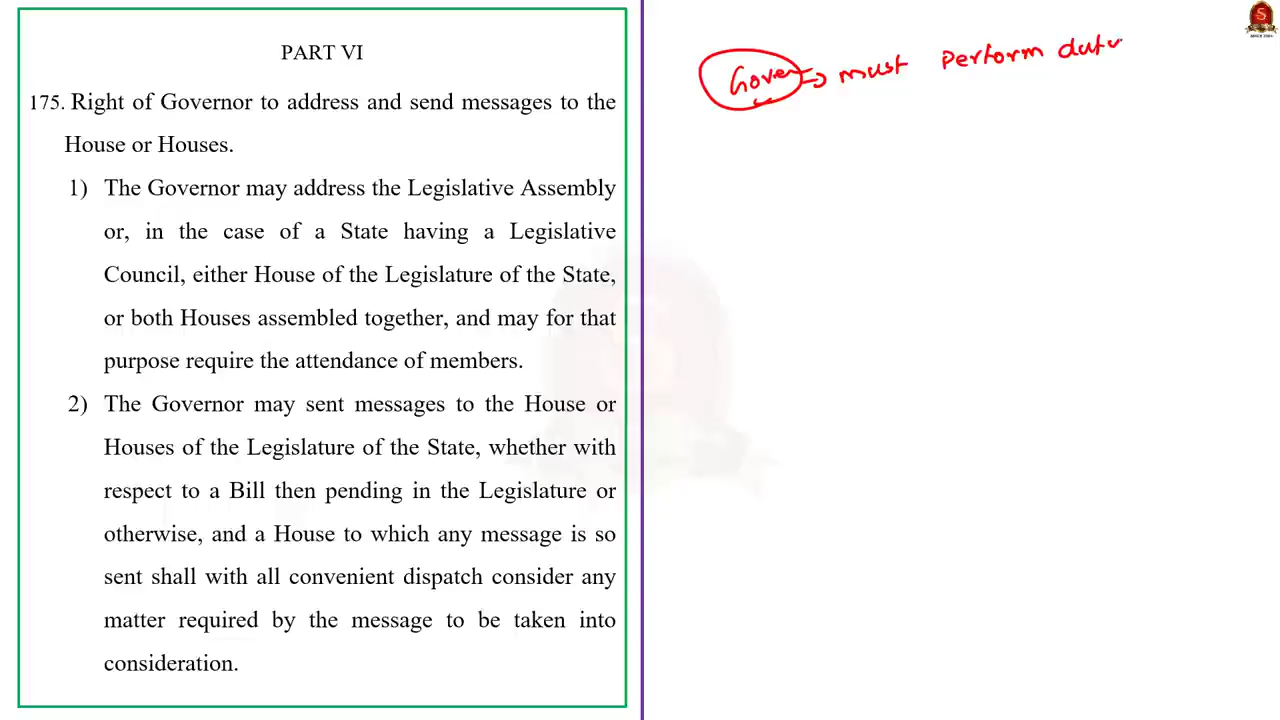 PART VI
175. Right of Governor to address and send messages to the
House or Houses.
1) The Governor may address the Legislative Assembly
or, in the case of a State having a Legislative
Council, either House of the Legislature of the State,
or both Houses assembled together, and may for that
purpose require the attendance of members.
2) The Governor may sent messages to the House or
Houses of the Legislature of the State, whether with
respect to a Bill then pending in the Legislature or
otherwise, and a House to which any message is so
sent shall with all convenient dispatch consider any
matter required by the message to be taken into
consideration.
must perform
S